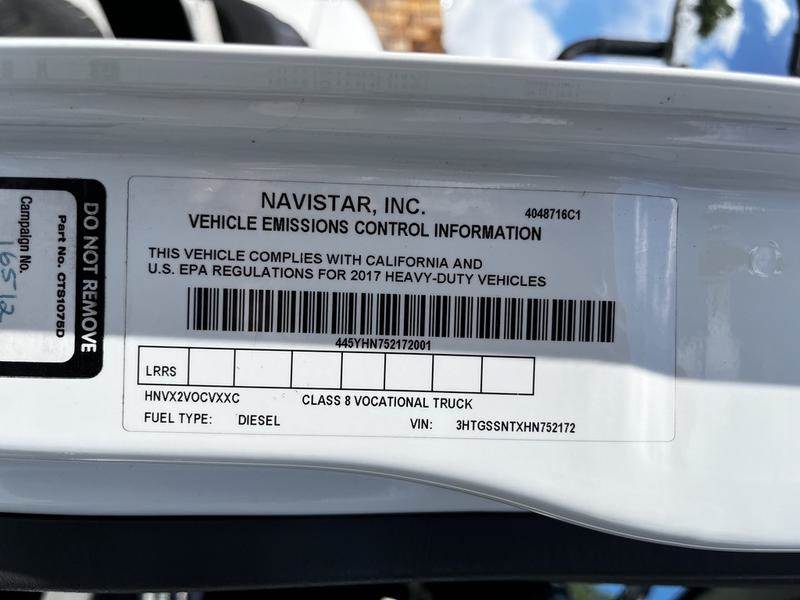 NAVISTAR, INC.
4048716C1
VEHICLE EMISSIONS CONTROL INFORMATION
THIS VEHICLE COMPLIES WITH CALIFORNIA AND
U.S. EPA REGULATIONS FOR 2017 HEAVY-DUTY VEHICLES
445YHN752172001
LRRS
HNVX2VOCVXXC CLASS 8 VOCATIONAL TRUCK
FUEL TYPE: DIESEL VIN: 3HTGSSNTXHN752172
DO NOT REMOVE
Part No. CTS1075D
Campaign No.
16512